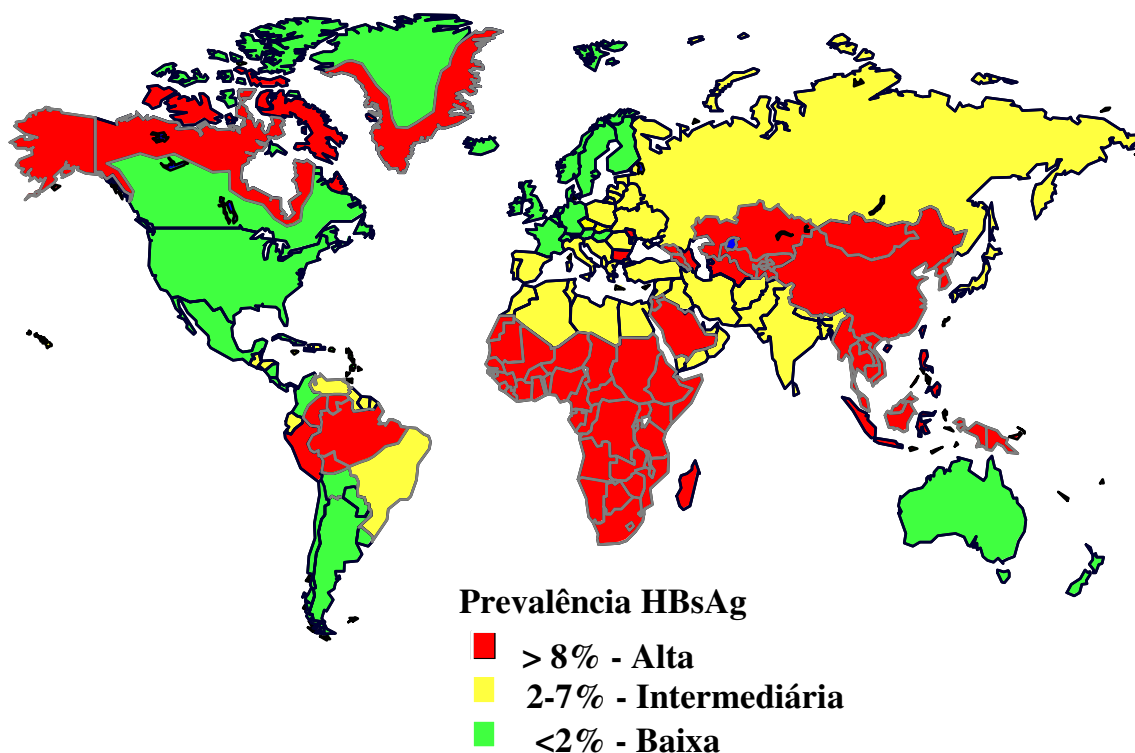 Prevalência HBsAg
> 8% - Alta
2-7% - Intermediária
<2% - Baixa